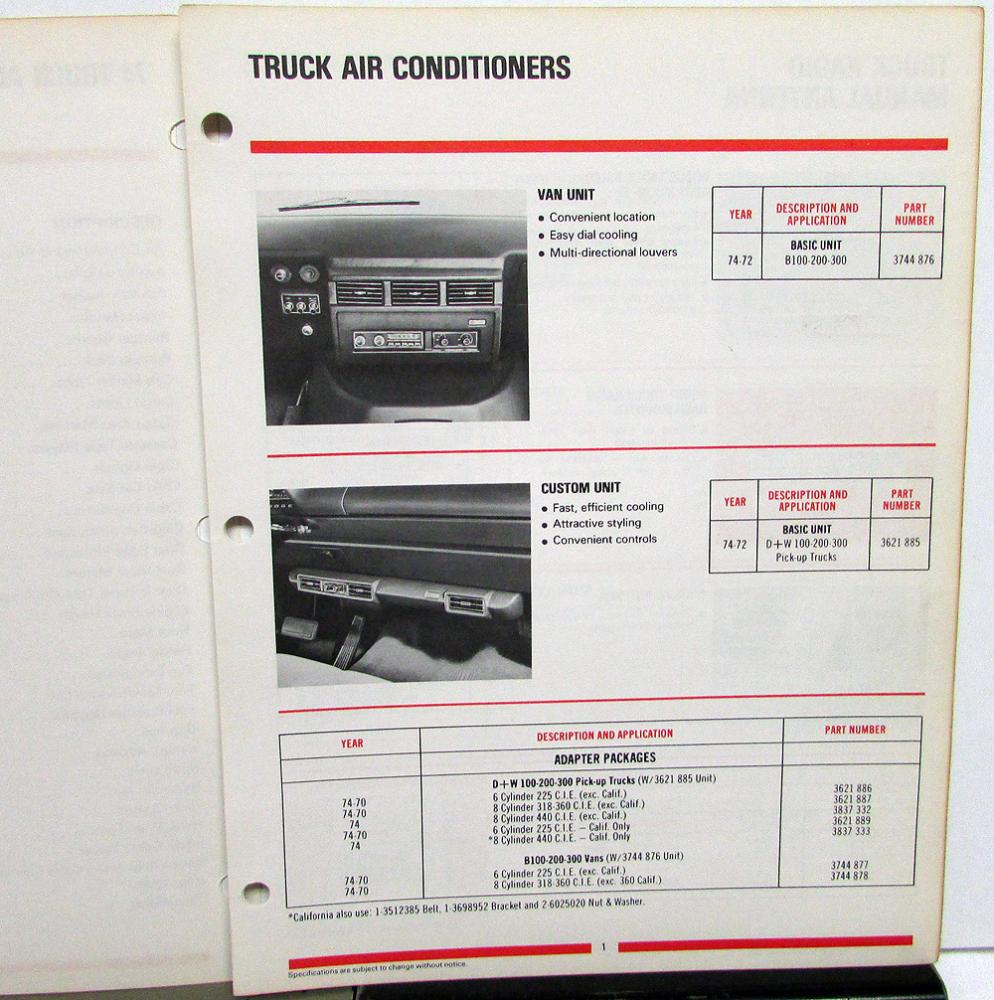 TRUCK AIR CONDITIONERS
VAN UNIT
• Convenient location
• Easy dial cooling
• Multi-directional louvers
YEAR DESCRIPTION AND APPLICATION PART NUMBER
BASIC UNIT
74-72 B100-200-300 3744 876
CUSTOM UNIT
• Fast, efficient cooling
• Attractive styling
• Convenient controls
YEAR DESCRIPTION AND APPLICATION PART NUMBER
BASIC UNIT
74-72 D+W 100-200-300 3621 885
Pick-up Trucks
YEAR DESCRIPTION AND APPLICATION PART NUMBER
ADAPTER PACKAGES
D+W 100-200-300 Pick-up Trucks (W/3621 885 Unit)
74-70 6 Cylinder 225 C.I.E. (exc. Calif.) 3621 886
74-70 8 Cylinder 318-360 C.I.E. (exc. Calif.) 3621 887
74 8 Cylinder 440 C.I.E. (exc. Calif.) 3837 332
74-70 6 Cylinder 225 C.I.E. – Calif. Only 3621 889
74 *8 Cylinder 440 C.I.E. – Calif. Only 3837 333
B100-200-300 Vans (W/3744 876 Unit)
74-70 6 Cylinder 225 C.I.E. (exc. Calif.) 3744 877
74-70 8 Cylinder 318-360 C.I.E. (exc. 360 Calif.) 3744 878
*California also use: 1-3512385 Belt, 1-3698952 Bracket and 2-6025020 Nut & Washer.
1
Specifications are subject to change without notice.